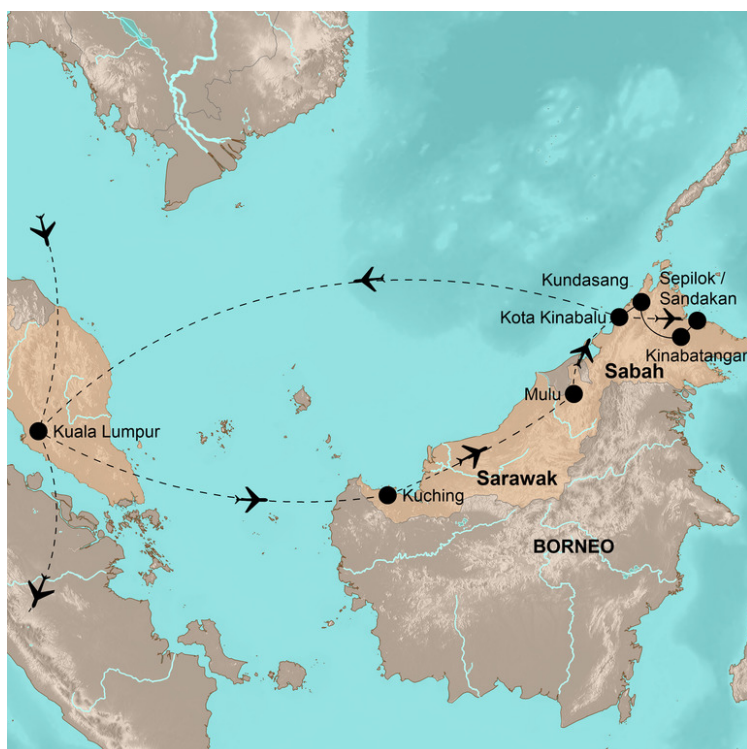 Kundasang
Sepilok /
Sandakan
Kota Kinabalu
Kinabatangan
Sabah
Mulu
Kuala Lumpur
Sarawak
Kuching
BORNEO